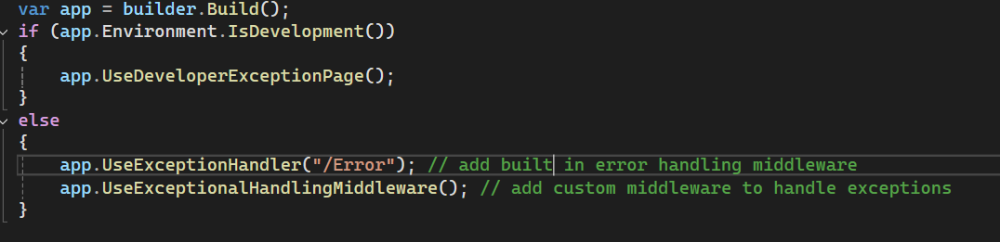 var app = builder.Build();
if (app.Environment.IsDevelopment())
{
    app.UseDeveloperExceptionPage();
}
else
{
    app.UseExceptionHandler("/Error"); // add built in error handling middleware
    app.UseExceptionalHandlingMiddleware(); // add custom middleware to handle exceptions
}